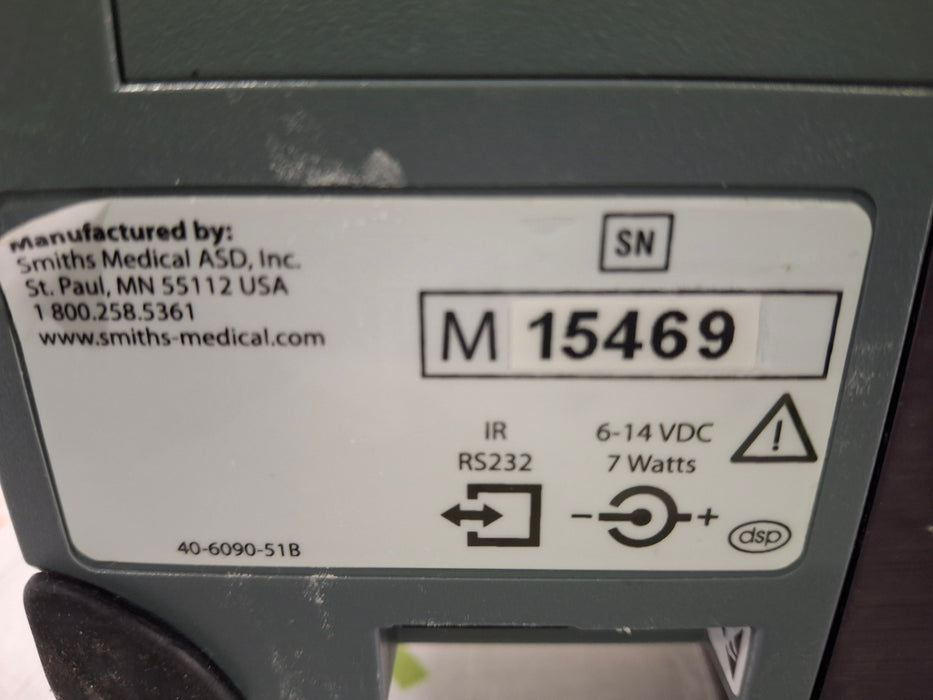 Manufactured by:
Smiths Medical ASD, Inc.
St. Paul, MN 55112 USA
1 800.258.5361
www.smiths-medical.com
SN
M 15469
IR
RS232
6-14 VDC
7 Watts
!
- +
dsp
40-6090-51B